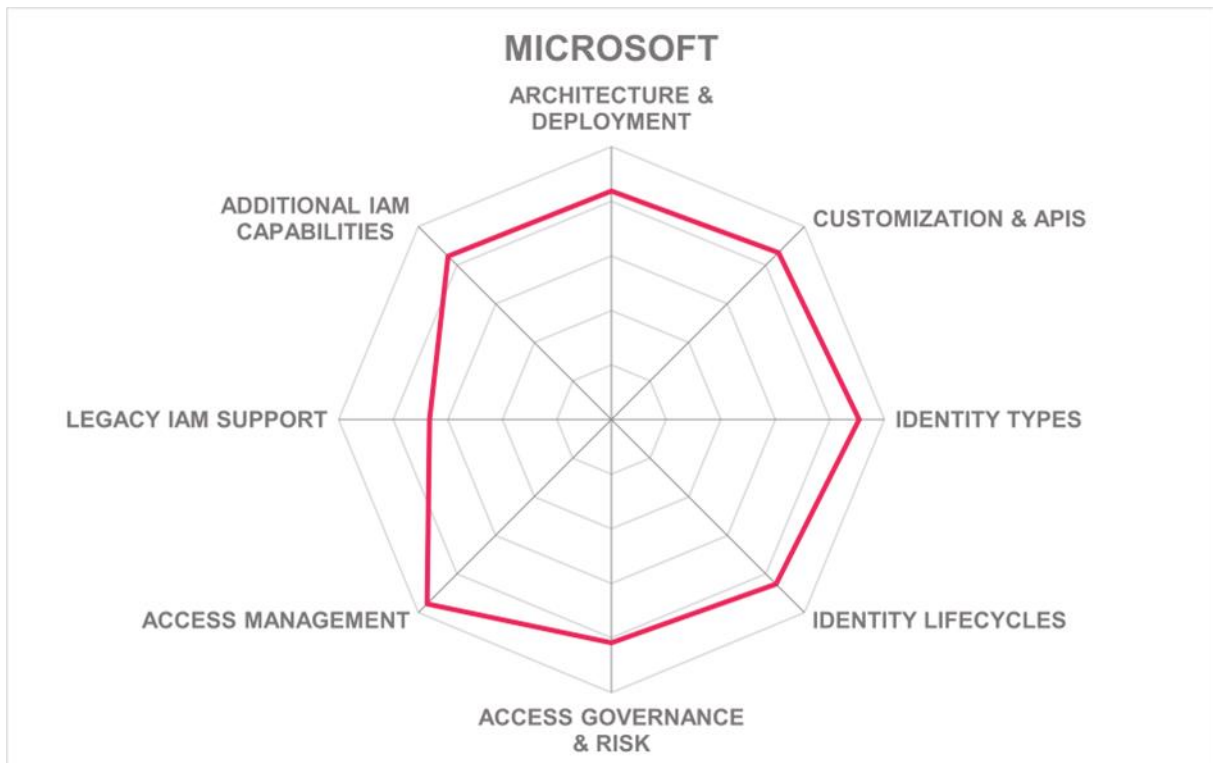 MICROSOFT
ARCHITECTURE &
DEPLOYMENT
ADDITIONAL IAM
CAPABILITIES
CUSTOMIZATION & APIS
LEGACY IAM SUPPORT
IDENTITY TYPES
ACCESS MANAGEMENT
IDENTITY LIFECYCLES
ACCESS GOVERNANCE
& RISK